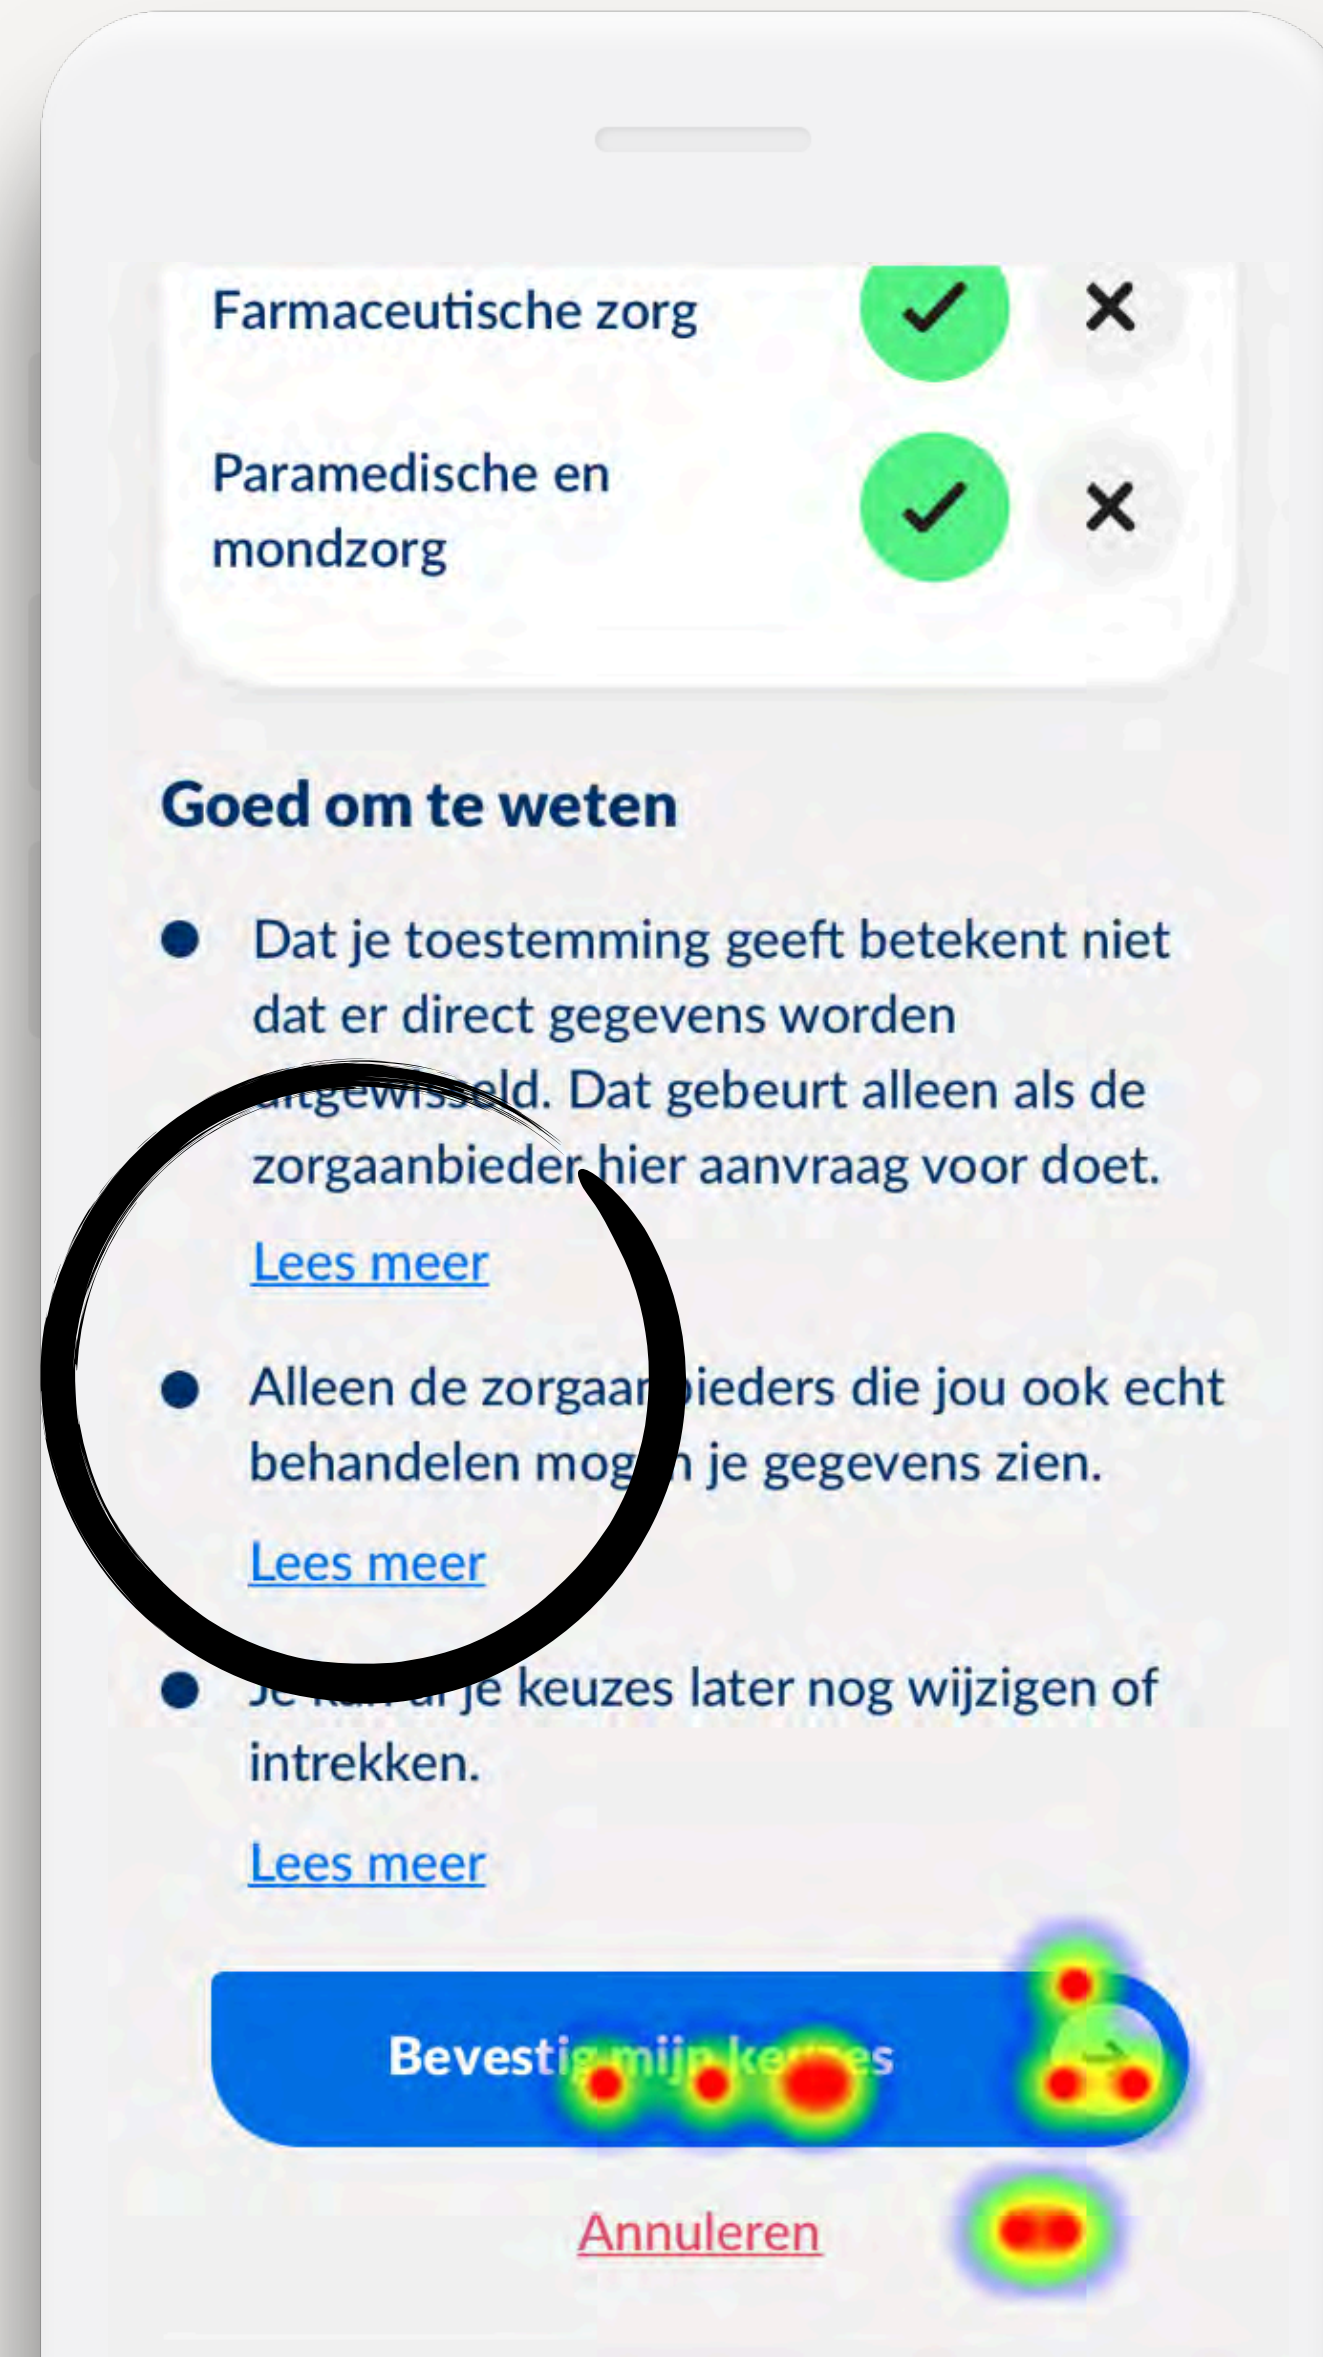 Farmaceutische zorg
Paramedische en
mondzorg
Goed om te weten
Dat je toestemming geeft betekent niet
dat er direct gegevens worden
uitgewisseld. Dat gebeurt alleen als de
zorgaanbieder hier aanvraag voor doet.
Lees meer
Alleen de zorgaanbieders die jou ook echt
behandelen mogen je gegevens zien.
Lees meer
Je kan al je keuzes later nog wijzigen of
intrekken.
Lees meer
Bevestig mijn keuzes
Annuleren